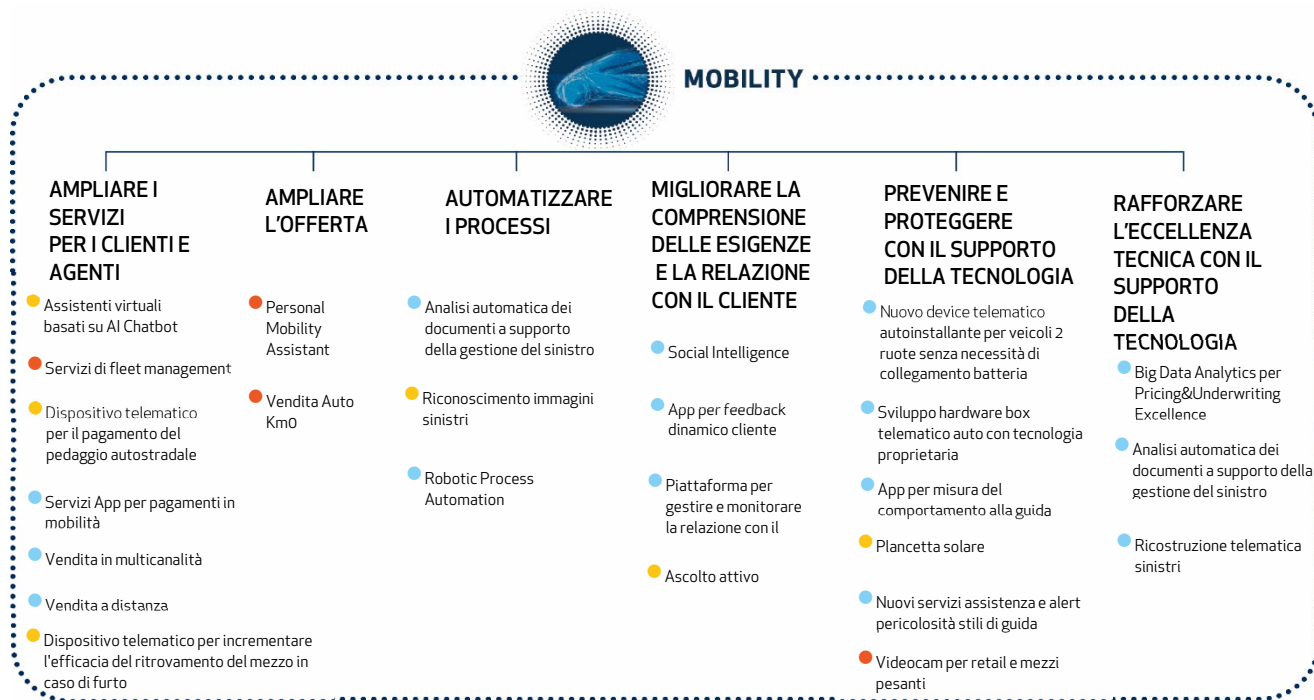 MOBILITY
AMPLIARE I
SERVIZI
PER I CLIENTI E
AGENTI
Assistenti virtuali
basati su AI Chatbot
Servizi di fleet management
Dispositivo telematico
per il pagamento del
pedaggio autostradale
Servizi App per pagamenti in
mobilità
Vendita in multicanalità
Vendita a distanza
Dispositivo telematico per incrementare
l'efficacia del ritrovamento del mezzo in
caso di furto
AMPLIARE
L'OFFERTA
Personal
Mobility
Assistant
Vendita Auto
Km0
AUTOMATIZZARE
I PROCESSI
Analisi automatica dei
documenti a supporto
della gestione del sinistro
Riconoscimento immagini
sinistri
Robotic Process
Automation
MIGLIORARE LA
COMPRENSIONE
DELLE ESIGENZE
E LA RELAZIONE
CON IL CLIENTE
Social Intelligence
App per feedback
dinamico cliente
Piattaforma per
gestire e monitorare
la relazione con il
Ascolto attivo
PREVENIRE E
PROTEGGERE
CON IL SUPPORTO
DELLA TECNOLOGIA
Nuovo device telematico
autoinstallante per veicoli 2
ruote senza necessità di
collegamento batteria
Sviluppo hardware box
telematico auto con tecnologia
proprietaria
App per misura del
comportamento alla guida
Plancetta solare
Nuovi servizi assistenza e alert
pericolosità stili di guida
Videocam per retail e mezzi
pesanti
RAFFORZARE
L'ECCELLENZA
TECNICA CON IL
SUPPORTO
DELLA
TECNOLOGIA
Big Data Analytics per
Pricing&Underwriting
Excellence
Analisi automatica dei
documenti a supporto della
gestione del sinistro
Ricostruzione telematica
sinistri